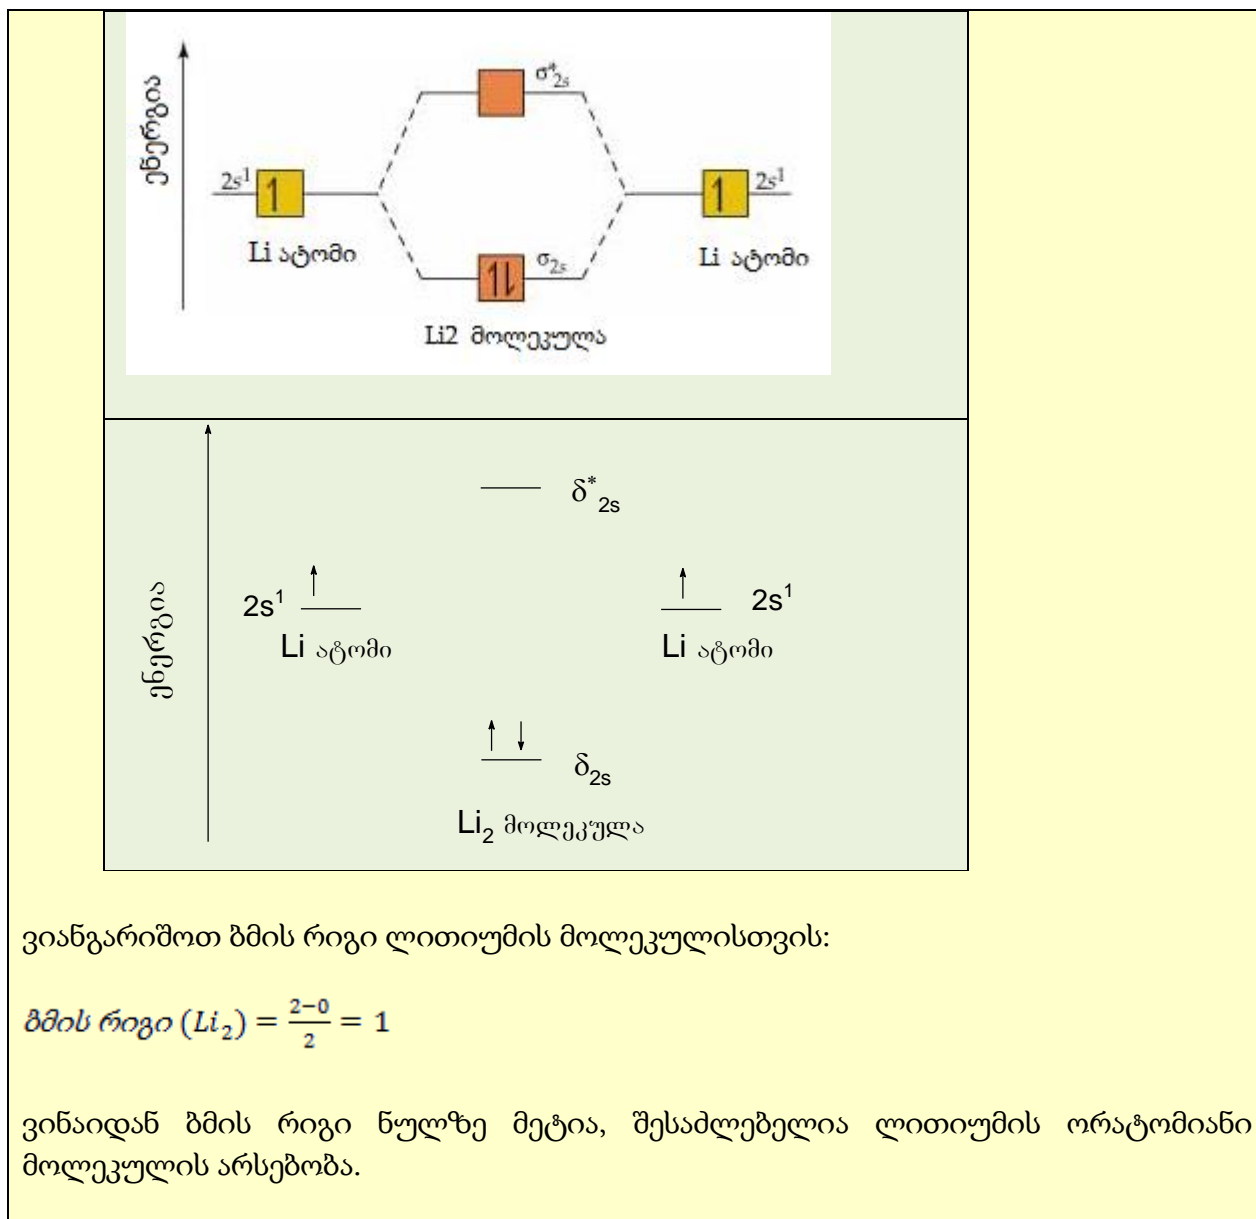 ენერგია
σ*2s
2s¹ 1 1 2s¹
Li ატომი σ2s Li ატომი
Li2 მოლეკულა
δ*2s
ენერგია
2s¹ 2s¹
Li ატომი Li ატომი
δ2s
Li₂ მოლეკულა
ვიანგარიშოთ ბმის რიგი ლითიუმის მოლეკულისთვის:
ბმის რიგი (Li₂) = 2−0/2 = 1
ვინაიდან ბმის რიგი ნულზე მეტია, შესაძლებელია ლითიუმის ორატომიანი
მოლეკულის არსებობა.